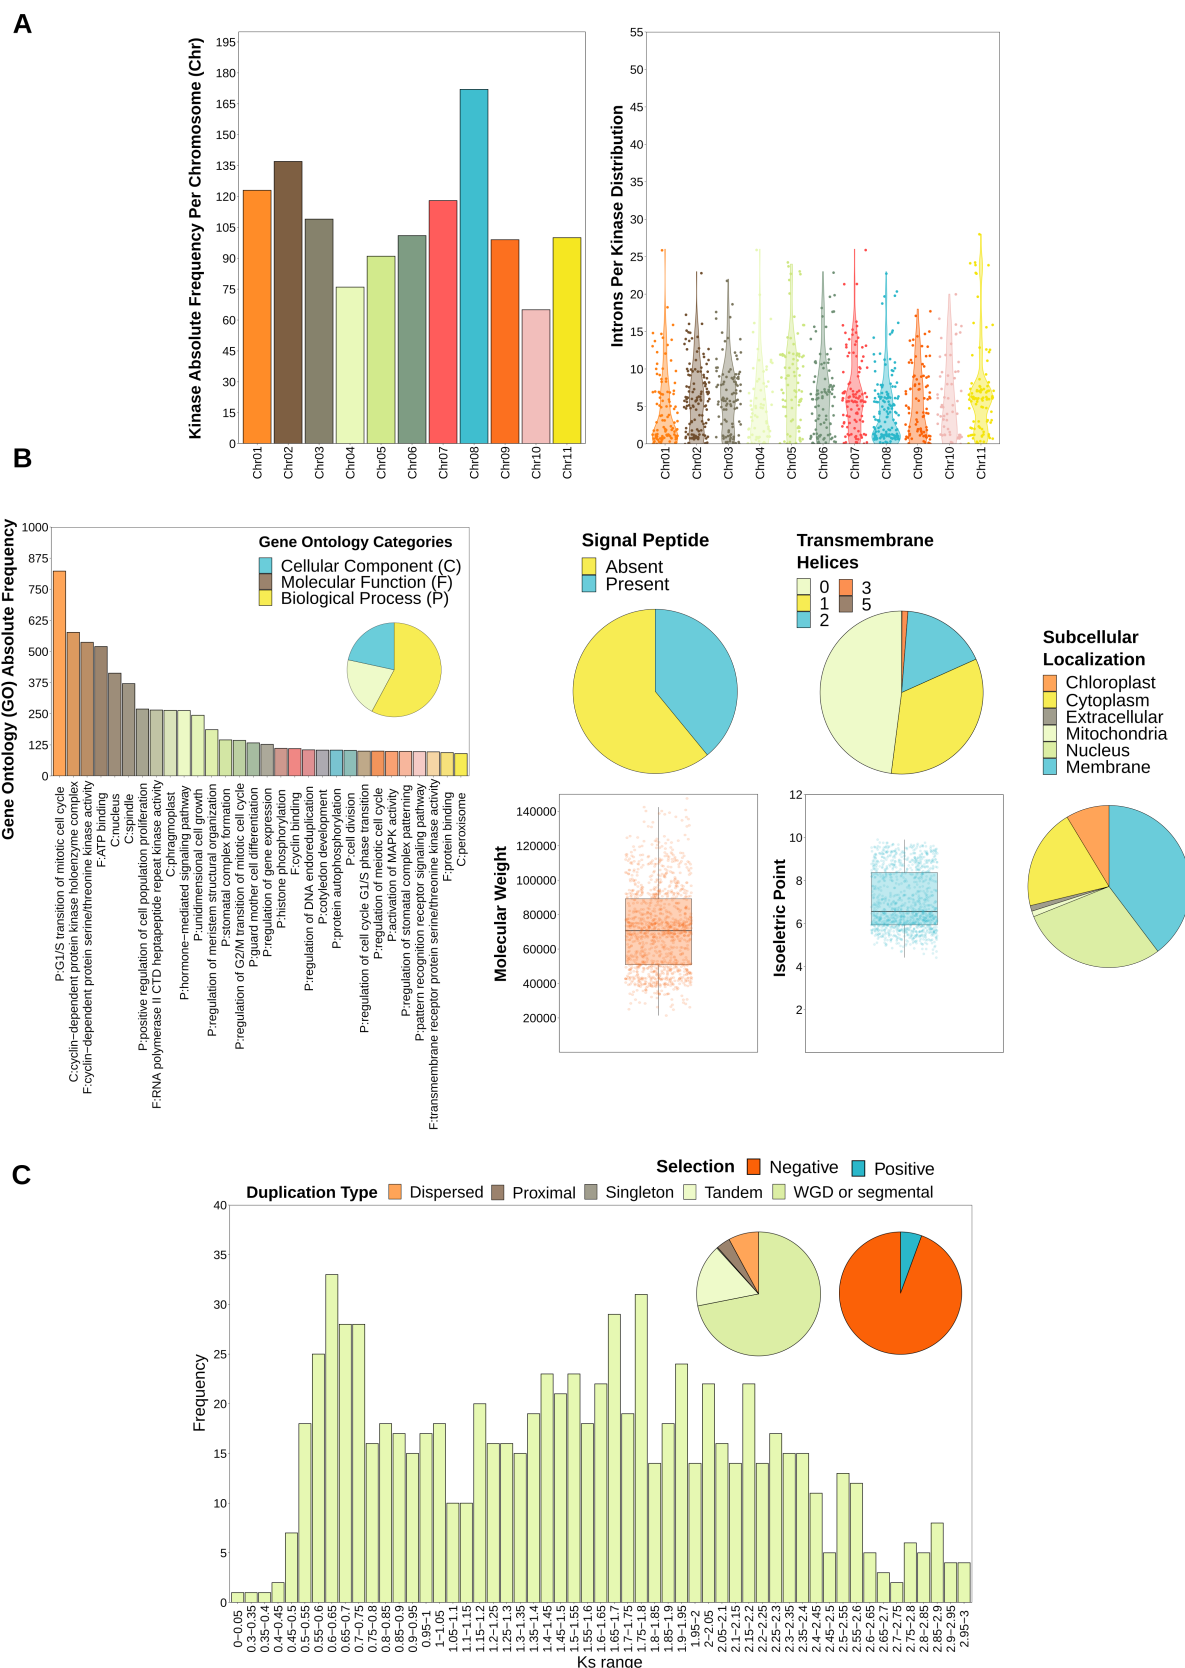 A
Kinase Absolute Frequency Per Chromosome (Chr)
195
180
165
150
135
120
105
90
75
60
45
30
15
0
Chr01
Chr02
Chr03
Chr04
Chr05
Chr06
Chr07
Chr08
Chr09
Chr10
Chr11
Introns Per Kinase Distribution
55
50
45
40
35
30
25
20
15
10
5
0
Chr01
Chr02
Chr03
Chr04
Chr05
Chr06
Chr07
Chr08
Chr09
Chr10
Chr11
B
Gene Ontology (GO) Absolute Frequency
1000
875
750
625
500
375
250
125
0
Gene Ontology Categories
Cellular Component (C)
Molecular Function (F)
Biological Process (P)
P:G1/S transition of mitotic cell cycle
C:cyclin−dependent protein kinase holoenzyme complex
F:cyclin−dependent protein serine/threonine kinase activity
F:ATP binding
C:nucleus
C:spindle
P:positive regulation of cell population proliferation
F:RNA polymerase II CTD heptapeptide repeat kinase activity
C:phragmoplast
P:hormone−mediated signaling pathway
P:unidimensional cell growth
P:regulation of meristem structural organization
P:stomatal complex formation
P:regulation of G2/M transition of mitotic cell cycle
P:guard mother cell differentiation
P:regulation of gene expression
P:histone phosphorylation
F:cyclin binding
P:regulation of DNA endoreduplication
P:cotyledon development
P:protein autophosphorylation
P:cell division
P:regulation of cell cycle G1/S phase transition
P:regulation of meiotic cell cycle
P:activation of MAPK activity
P:regulation of stomatal complex patterning
P:pattern recognition receptor signaling pathway
F:transmembrane receptor protein serine/threonine kinase activity
F:protein binding
C:peroxisome
Signal Peptide
Absent
Present
Transmembrane
Helices
0
1
2
3
5
Subcellular
Localization
Chloroplast
Cytoplasm
Extracellular
Mitochondria
Nucleus
Membrane
Molecular Weight
140000
120000
100000
80000
60000
40000
20000
Isoeletric Point
12
10
8
6
4
2
C
Selection
Negative
Positive
Duplication Type
Dispersed
Proximal
Singleton
Tandem
WGD or segmental
Frequency
40
35
30
25
20
15
10
5
0
0−0.05
0.3−0.35
0.35−0.4
0.4−0.45
0.45−0.5
0.5−0.55
0.55−0.6
0.6−0.65
0.65−0.7
0.7−0.75
0.75−0.8
0.8−0.85
0.85−0.9
0.9−0.95
0.95−1
1−1.05
1.05−1.1
1.1−1.15
1.15−1.2
1.2−1.25
1.25−1.3
1.3−1.35
1.35−1.4
1.4−1.45
1.45−1.5
1.5−1.55
1.55−1.6
1.6−1.65
1.65−1.7
1.7−1.75
1.75−1.8
1.8−1.85
1.85−1.9
1.9−1.95
1.95−2
2−2.05
2.05−2.1
2.1−2.15
2.15−2.2
2.2−2.25
2.25−2.3
2.3−2.35
2.35−2.4
2.4−2.45
2.45−2.5
2.5−2.55
2.55−2.6
2.6−2.65
2.65−2.7
2.7−2.75
2.75−2.8
2.8−2.85
2.85−2.9
2.9−2.95
2.95−3
Ks range